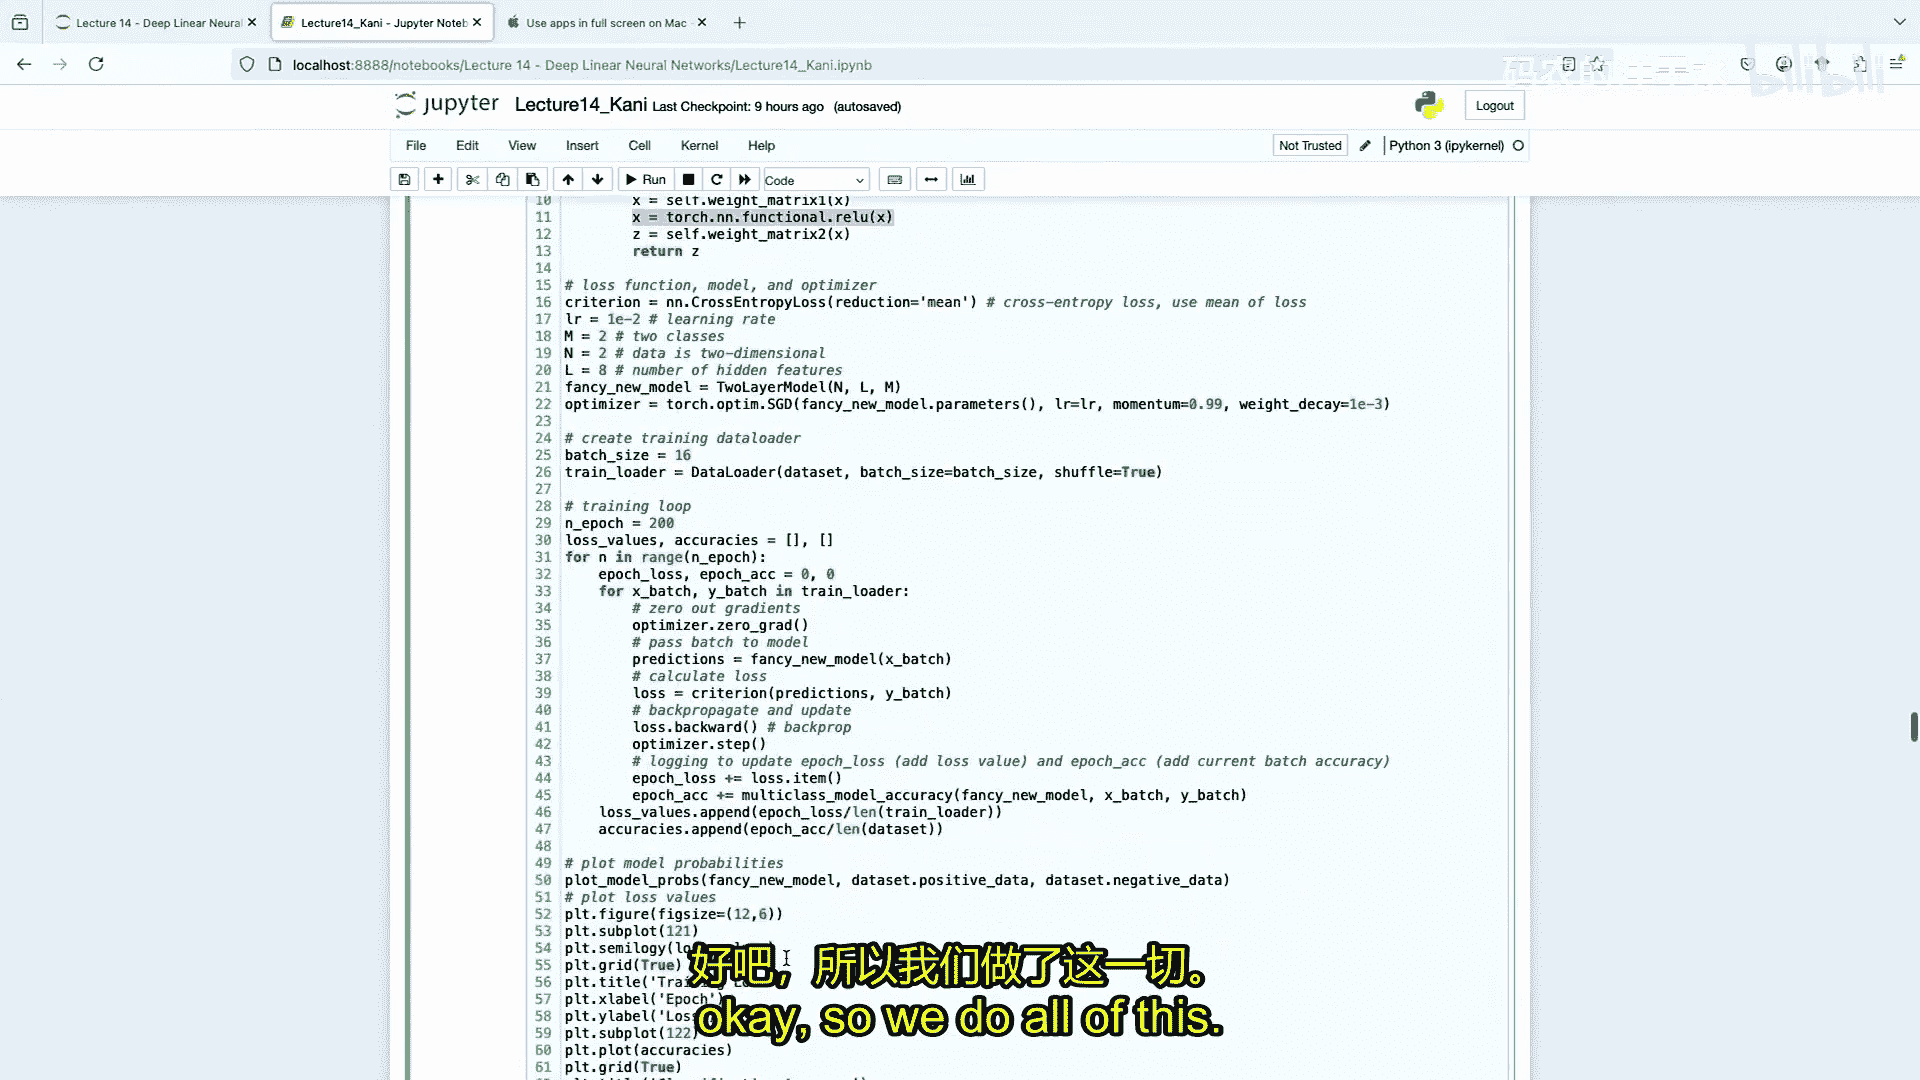 Lecture 14 - Deep Linear Neural
Lecture14_Kani - Jupyter Noteb
Use apps in full screen on Mac
localhost:8888/notebooks/Lecture 14 - Deep Linear Neural Networks/Lecture14_Kani.ipynb
bilibili
jupyter Lecture14_Kani Last Checkpoint: 9 hours ago (autosaved)
Logout
File Edit View Insert Cell Kernel Help
Not Trusted
Python 3 (ipykernel)
Run
Code
10 x = self.weight_matrix1(x)
11 x = torch.nn.functional.relu(x)
12 z = self.weight_matrix2(x)
13 return z
14
15 # loss function, model, and optimizer
16 criterion = nn.CrossEntropyLoss(reduction='mean') # cross-entropy loss, use mean of loss
17 lr = 1e-2 # learning rate
18 M = 2 # two classes
19 N = 2 # data is two-dimensional
20 L = 8 # number of hidden features
21 fancy_new_model = TwoLayerModel(N, L, M)
22 optimizer = torch.optim.SGD(fancy_new_model.parameters(), lr=lr, momentum=0.99, weight_decay=1e-3)
23
24 # create training dataloader
25 batch_size = 16
26 train_loader = DataLoader(dataset, batch_size=batch_size, shuffle=True)
27
28 # training loop
29 n_epoch = 200
30 loss_values, accuracies = [], []
31 for n in range(n_epoch):
32 epoch_loss, epoch_acc = 0, 0
33 for x_batch, y_batch in train_loader:
34 # zero out gradients
35 optimizer.zero_grad()
36 # pass batch to model
37 predictions = fancy_new_model(x_batch)
38 # calculate loss
39 loss = criterion(predictions, y_batch)
40 # backpropagate and update
41 loss.backward() # backprop
42 optimizer.step()
43 # logging to update epoch_loss (add loss value) and epoch_acc (add current batch accuracy)
44 epoch_loss += loss.item()
45 epoch_acc += multiclass_model_accuracy(fancy_new_model, x_batch, y_batch)
46 loss_values.append(epoch_loss/len(train_loader))
47 accuracies.append(epoch_acc/len(dataset))
48
49 # plot model probabilities
50 plot_model_probs(fancy_new_model, dataset.positive_data, dataset.negative_data)
51 # plot loss values
52 plt.figure(figsize=(12,6))
53 plt.subplot(121)
54 plt.semilogy(
55 plt.grid(True)
56 plt.title(
57 plt.xlabel('Epoch')
58 plt.ylabel(
59 plt.subplot(122)
60 plt.plot(accuracies)
61 plt.grid(True)
好吧，所以我们做了这一切。
okay, so we do all of this.